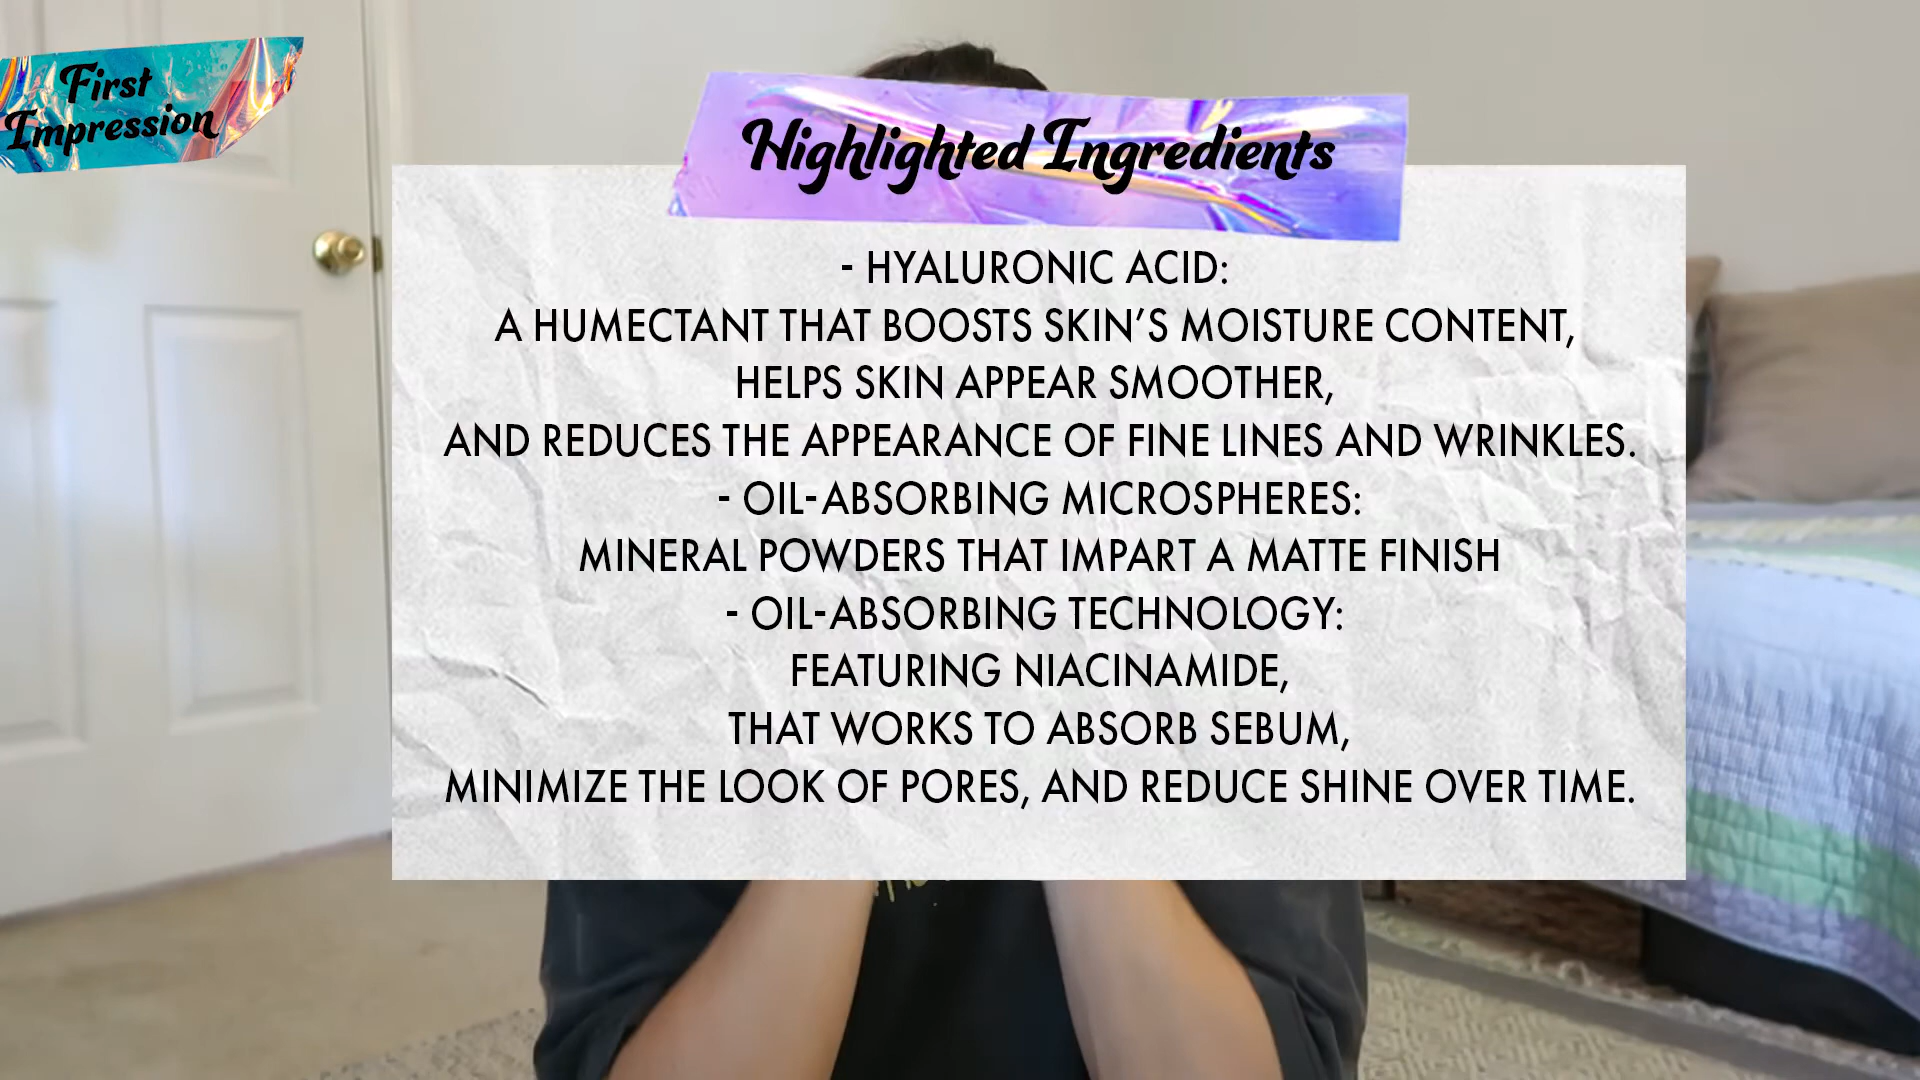 First
Impression
Highlighted Ingredients
- HYALURONIC ACID:
A HUMECTANT THAT BOOSTS SKIN’S MOISTURE CONTENT,
HELPS SKIN APPEAR SMOOTHER,
AND REDUCES THE APPEARANCE OF FINE LINES AND WRINKLES.
- OIL-ABSORBING MICROSPHERES:
MINERAL POWDERS THAT IMPART A MATTE FINISH
- OIL-ABSORBING TECHNOLOGY:
FEATURING NIACINAMIDE,
THAT WORKS TO ABSORB SEBUM,
MINIMIZE THE LOOK OF PORES, AND REDUCE SHINE OVER TIME.